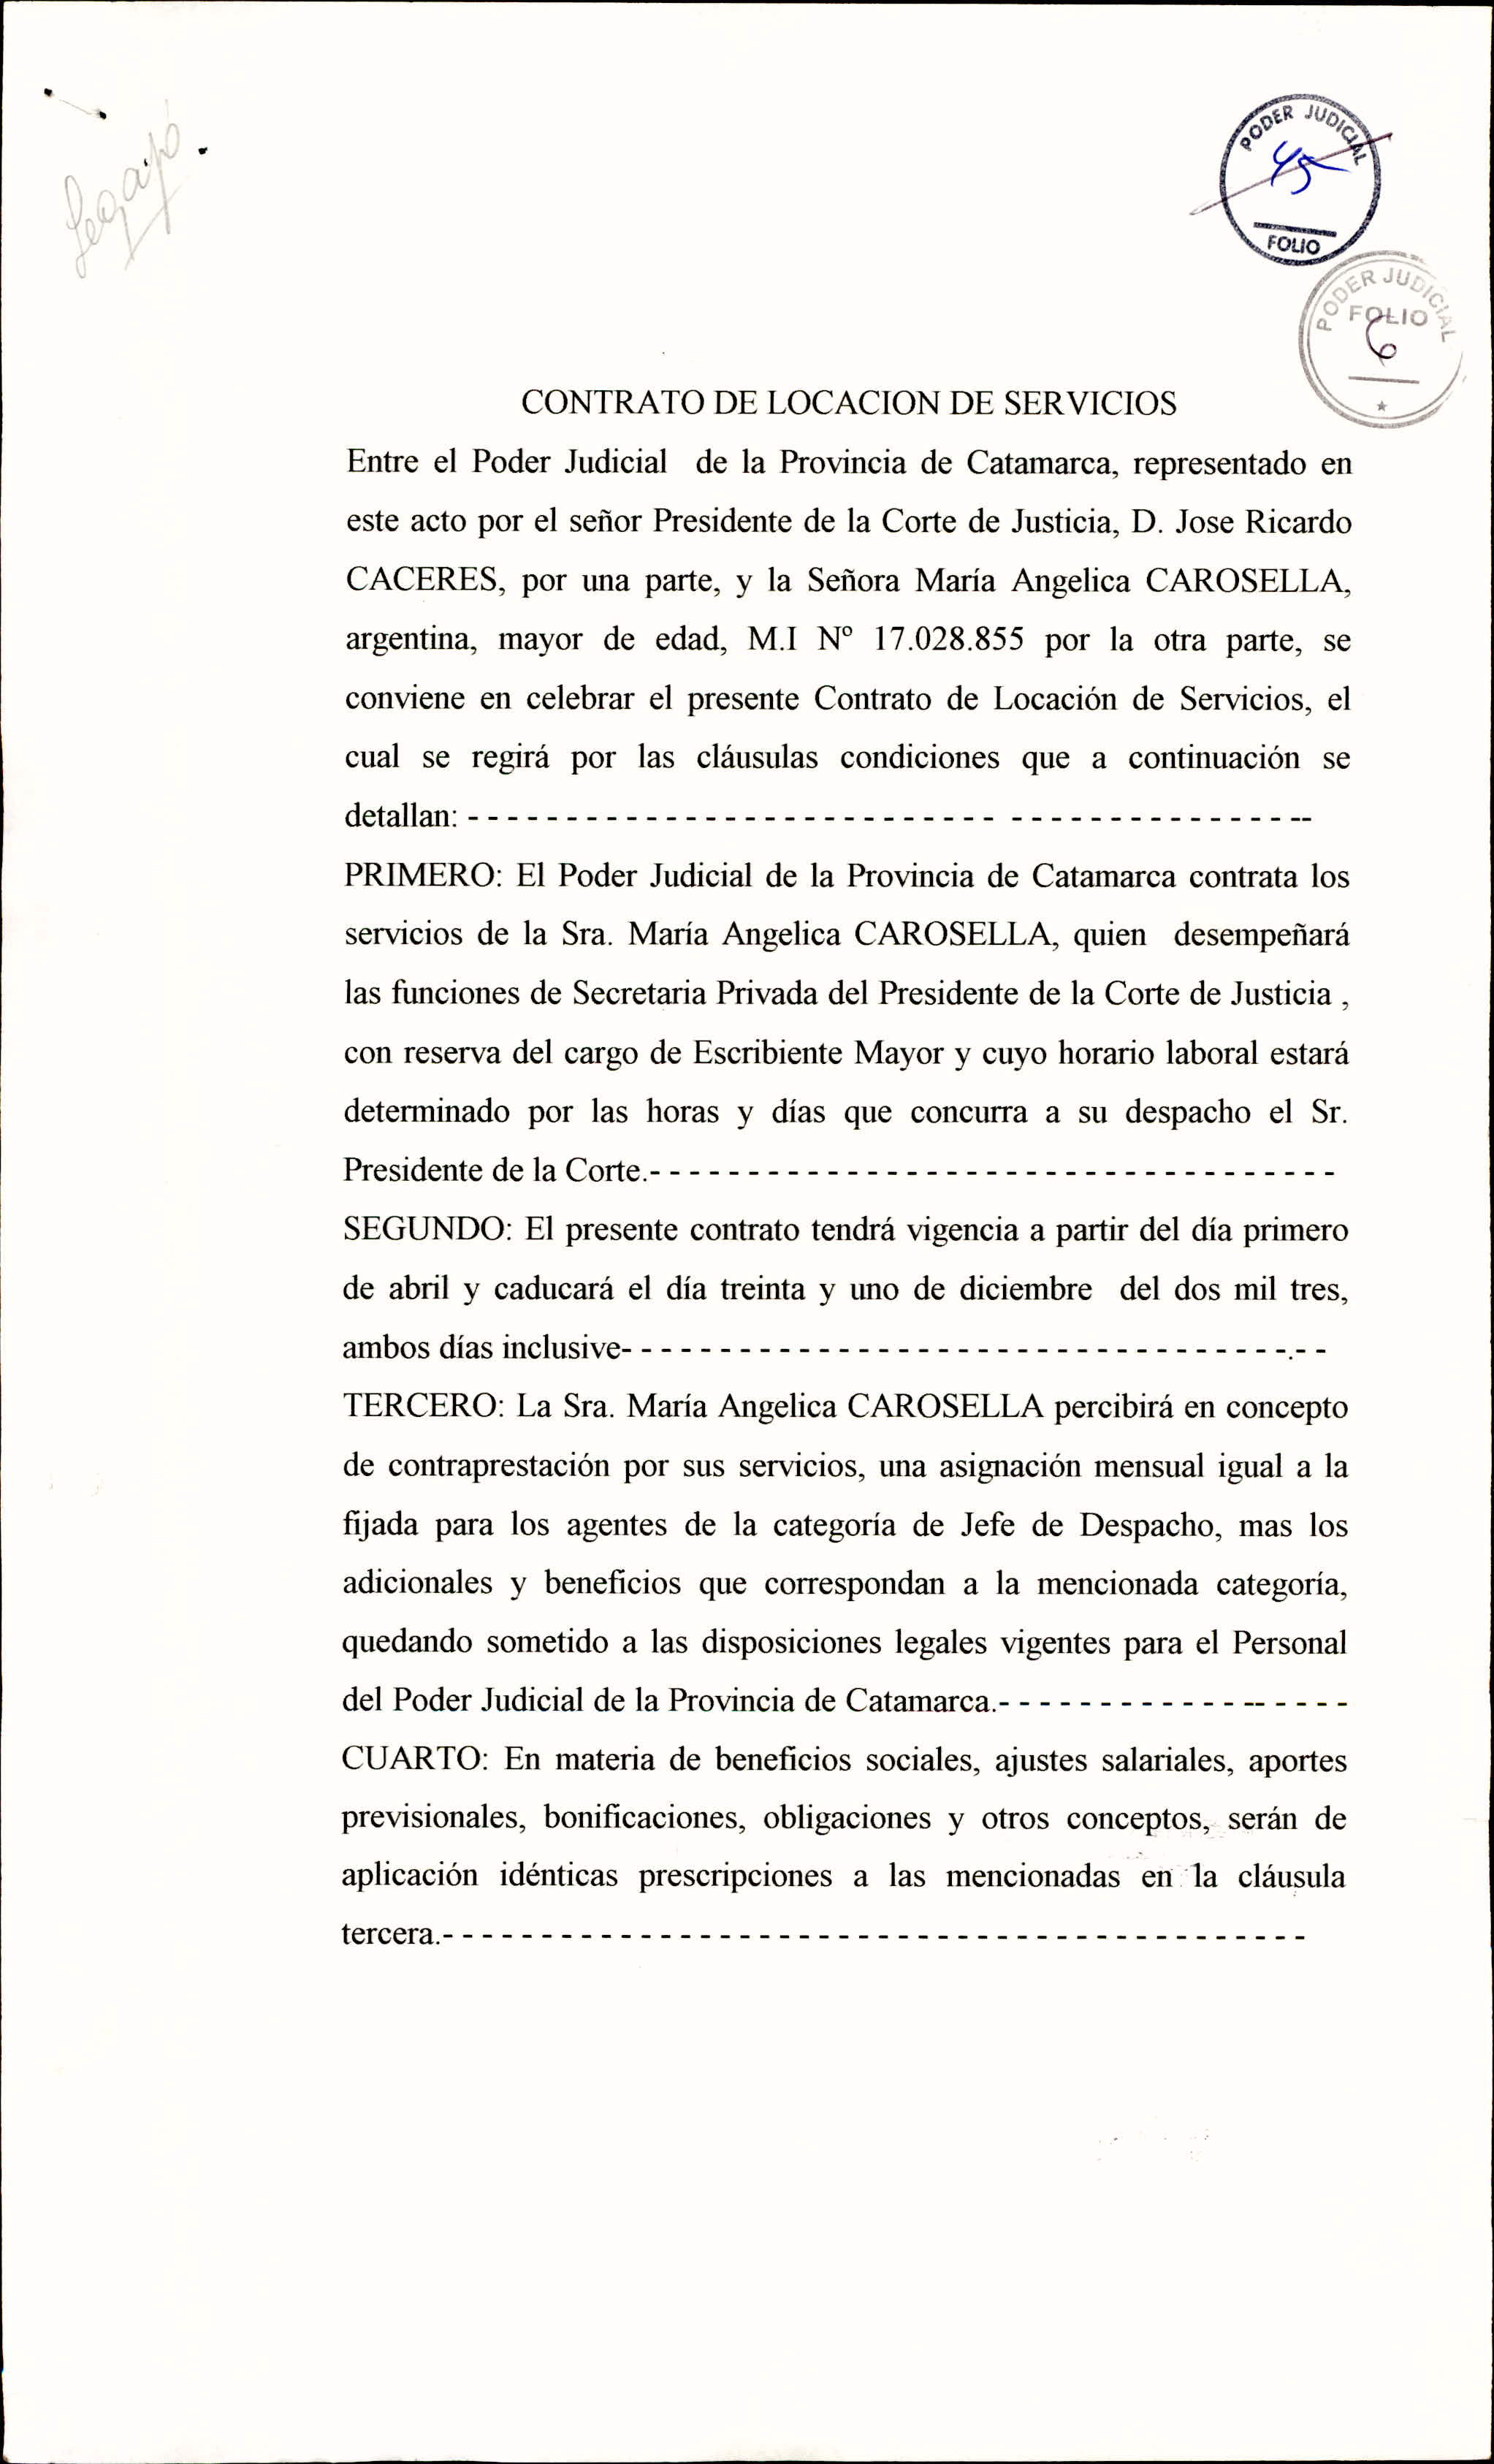 Legajo.
PODER JUDICIAL
45
FOLIO
PODER JUDICIAL
FOLIO
6
CONTRATO DE LOCACION DE SERVICIOS
Entre el Poder Judicial de la Provincia de Catamarca, representado en
este acto por el señor Presidente de la Corte de Justicia, D. Jose Ricardo
CACERES, por una parte, y la Señora María Angelica CAROSELLA,
argentina, mayor de edad, M.I Nº 17.028.855 por la otra parte, se
conviene en celebrar el presente Contrato de Locación de Servicios, el
cual se regirá por las cláusulas condiciones que a continuación se
detallan: - - - - - - - - - - - - - - - - - - - - - - - - - - - - - - - - - - - - - - - - - --
PRIMERO: El Poder Judicial de la Provincia de Catamarca contrata los
servicios de la Sra. María Angelica CAROSELLA, quien desempeñará
las funciones de Secretaria Privada del Presidente de la Corte de Justicia ,
con reserva del cargo de Escribiente Mayor y cuyo horario laboral estará
determinado por las horas y días que concurra a su despacho el Sr.
Presidente de la Corte.- - - - - - - - - - - - - - - - - - - - - - - - - - - - - - - - - - -
SEGUNDO: El presente contrato tendrá vigencia a partir del día primero
de abril y caducará el día treinta y uno de diciembre del dos mil tres,
ambos días inclusive- - - - - - - - - - - - - - - - - - - - - - - - - - - - - - - - - --.- -
TERCERO: La Sra. María Angelica CAROSELLA percibirá en concepto
de contraprestación por sus servicios, una asignación mensual igual a la
fijada para los agentes de la categoría de Jefe de Despacho, mas los
adicionales y beneficios que correspondan a la mencionada categoría,
quedando sometido a las disposiciones legales vigentes para el Personal
del Poder Judicial de la Provincia de Catamarca.- - - - - - - - - - - - - -- - - - -
CUARTO: En materia de beneficios sociales, ajustes salariales, aportes
previsionales, bonificaciones, obligaciones y otros conceptos, serán de
aplicación idénticas prescripciones a las mencionadas en la cláusula
tercera.- - - - - - - - - - - - - - - - - - - - - - - - - - - - - - - - - - - - - - - - - - - -